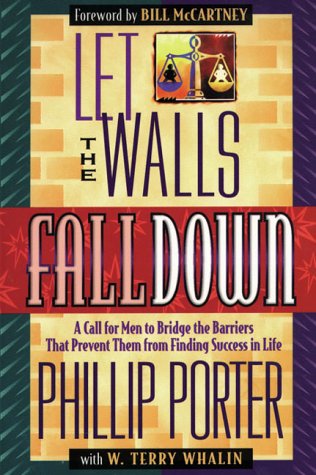 Foreword by BILL McCARTNEY
LET
THE
WALLS
FALL DOWN
A Call for Men to Bridge the Barriers
That Prevent Them from Finding Success in Life
PHILLIP PORTER
with W. TERRY WHALIN